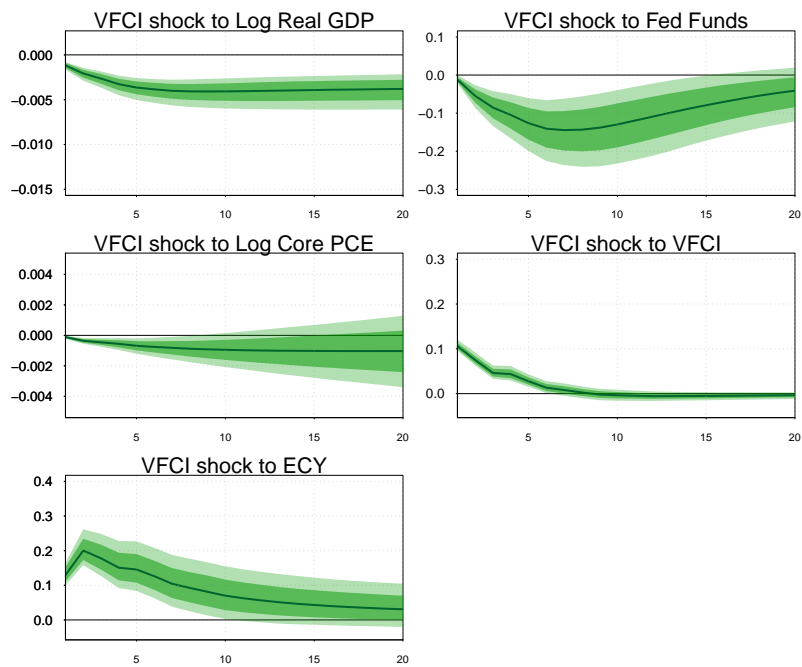 VFCI shock to Log Real GDP
0.000
−0.005
−0.010
−0.015
5 10 15 20
VFCI shock to Fed Funds
0.1
0.0
−0.1
−0.2
−0.3
5 10 15 20
VFCI shock to Log Core PCE
0.004
0.002
0.000
−0.002
−0.004
5 10 15 20
VFCI shock to VFCI
0.3
0.2
0.1
0.0
5 10 15 20
VFCI shock to ECY
0.4
0.3
0.2
0.1
0.0
5 10 15 20